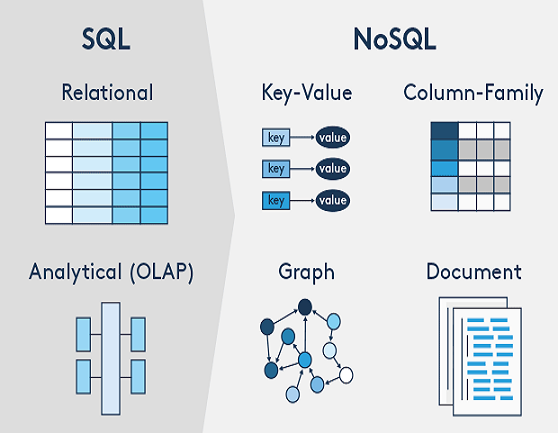 SQL
NoSQL
Relational
Key-Value
Column-Family
key
value
key
value
key
value
Analytical (OLAP)
Graph
Document